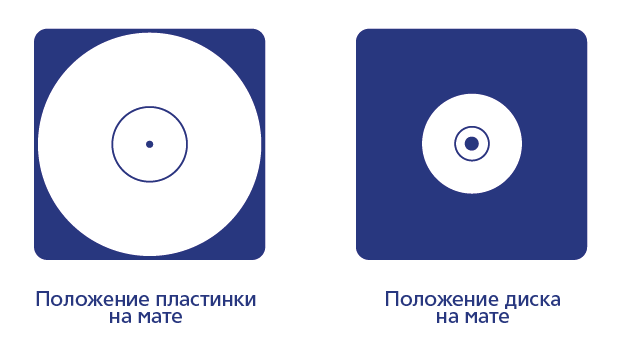 Положение пластинки
на мате
Положение диска
на мате